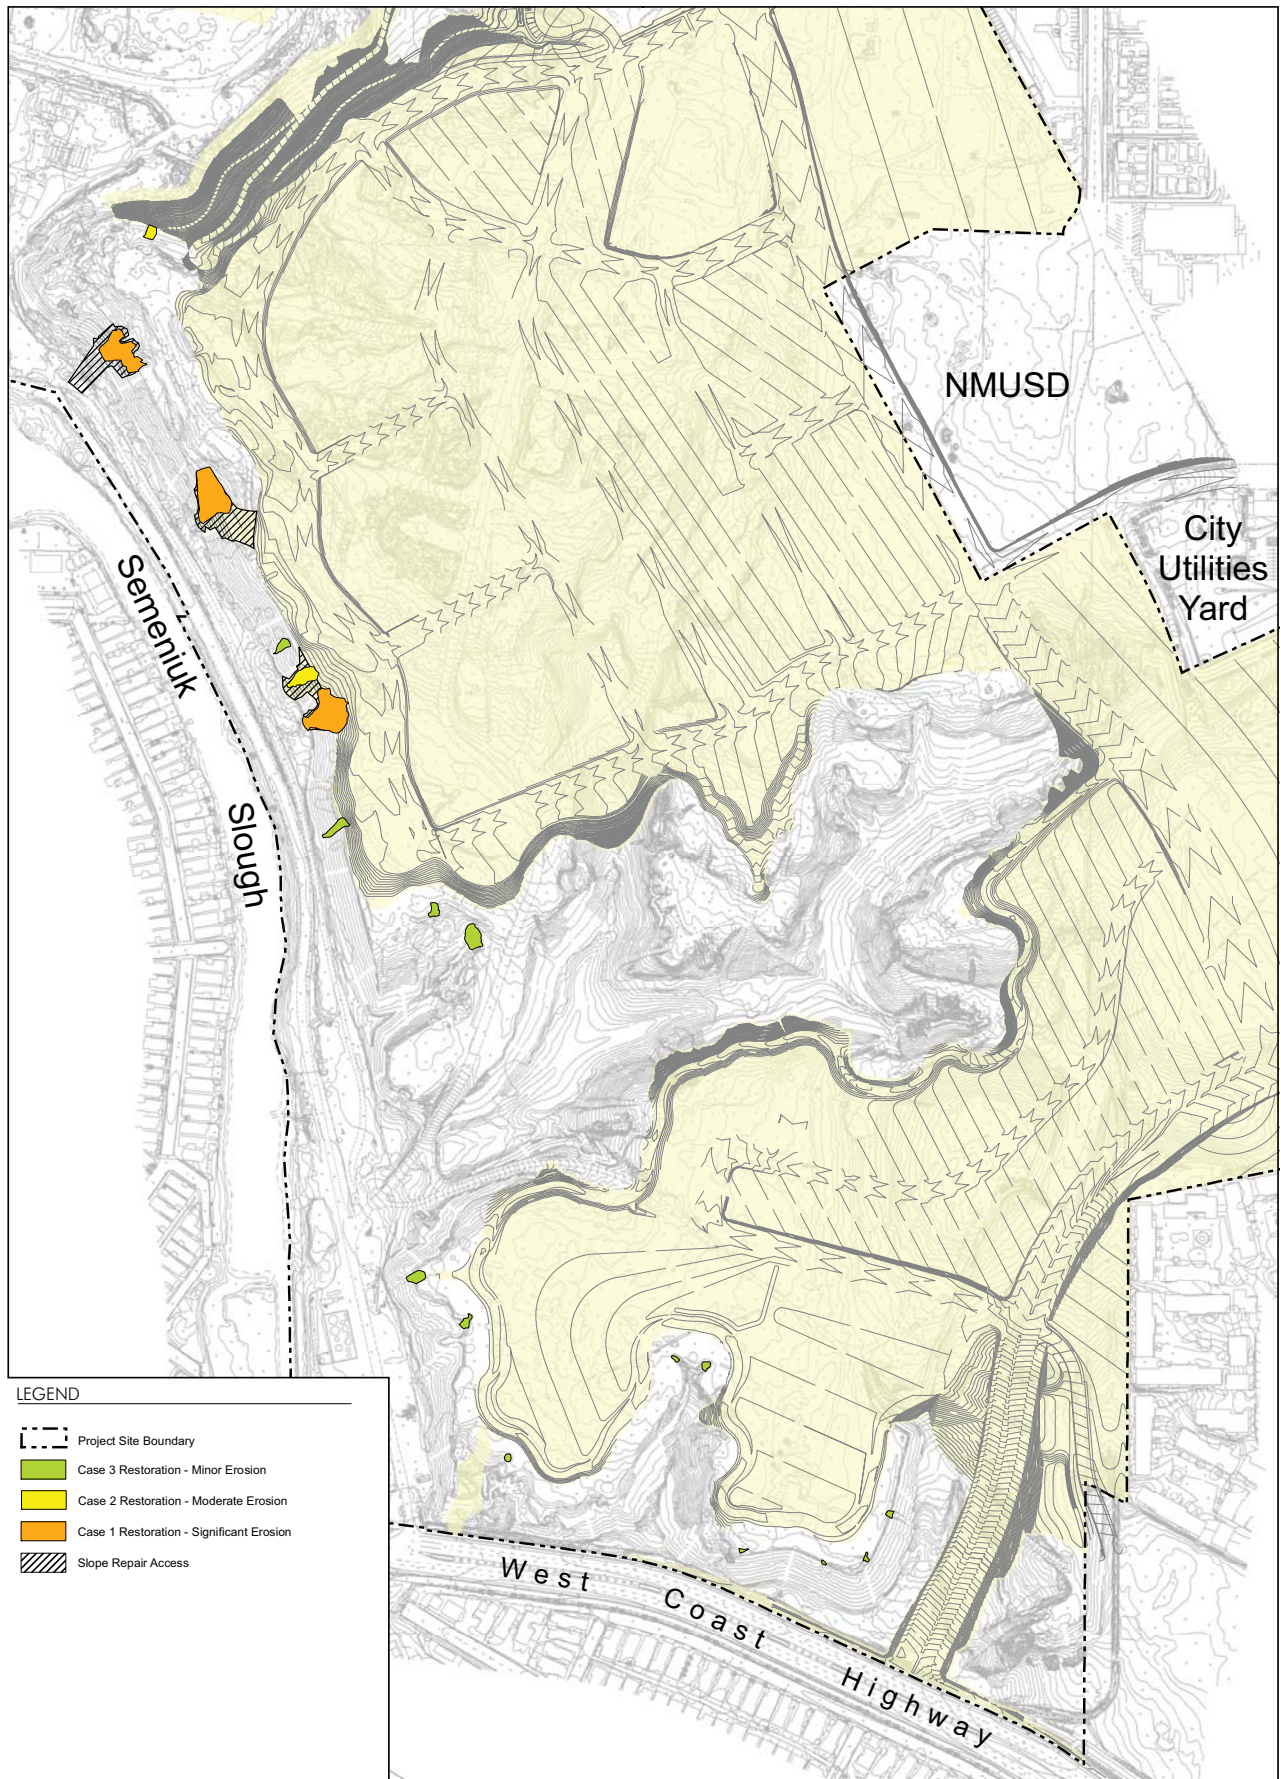 NMUSD
City
Utilities
Yard
Semeniuk
Slough
LEGEND
Project Site Boundary
Case 3 Restoration - Minor Erosion
Case 2 Restoration - Moderate Erosion
Case 1 Restoration - Significant Erosion
Slope Repair Access
West Coast Highway